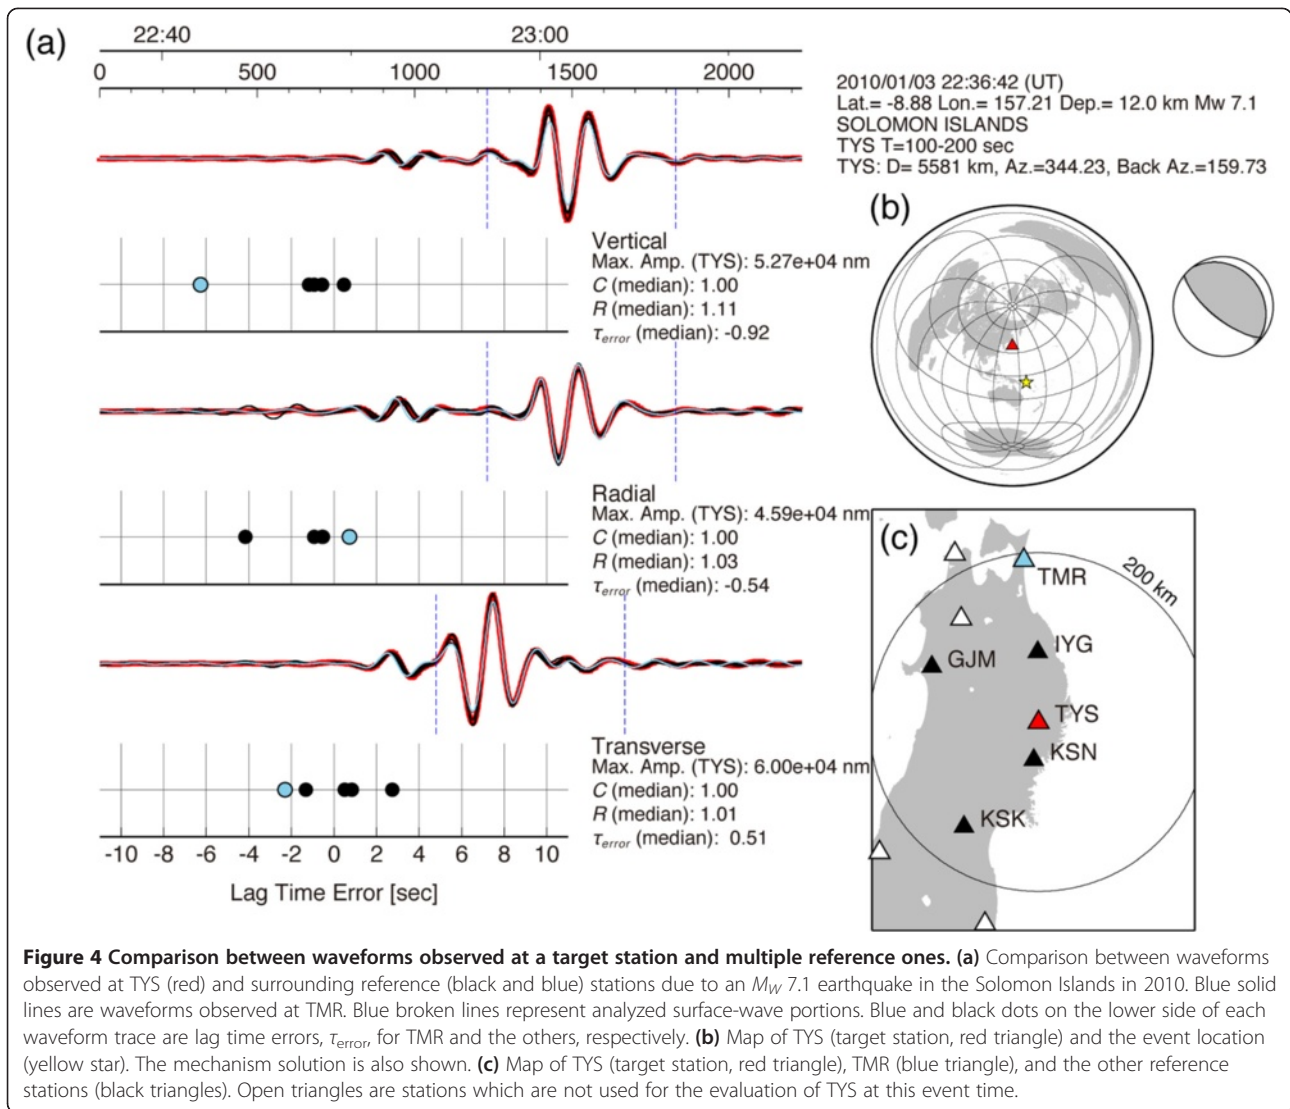 (a)
22:40 23:00
0 500 1000 1500 2000
2010/01/03 22:36:42 (UT)
Lat.= -8.88 Lon.= 157.21 Dep.= 12.0 km Mw 7.1
SOLOMON ISLANDS
TYS T=100-200 sec
TYS: D= 5581 km, Az.=344.23, Back Az.=159.73
Vertical
Max. Amp. (TYS): 5.27e+04 nm
C (median): 1.00
R (median): 1.11
τerror (median): -0.92
Radial
Max. Amp. (TYS): 4.59e+04 nm
C (median): 1.00
R (median): 1.03
τerror (median): -0.54
Transverse
Max. Amp. (TYS): 6.00e+04 nm
C (median): 1.00
R (median): 1.01
τerror (median): 0.51
-10 -8 -6 -4 -2 0 2 4 6 8 10
Lag Time Error [sec]
(b)
(c)
200 km
TMR
IYG
GJM
TYS
KSN
KSK
Figure 4 Comparison between waveforms observed at a target station and multiple reference ones. (a) Comparison between waveforms
observed at TYS (red) and surrounding reference (black and blue) stations due to an MW 7.1 earthquake in the Solomon Islands in 2010. Blue solid
lines are waveforms observed at TMR. Blue broken lines represent analyzed surface-wave portions. Blue and black dots on the lower side of each
waveform trace are lag time errors, τerror, for TMR and the others, respectively. (b) Map of TYS (target station, red triangle) and the event location
(yellow star). The mechanism solution is also shown. (c) Map of TYS (target station, red triangle), TMR (blue triangle), and the other reference
stations (black triangles). Open triangles are stations which are not used for the evaluation of TYS at this event time.